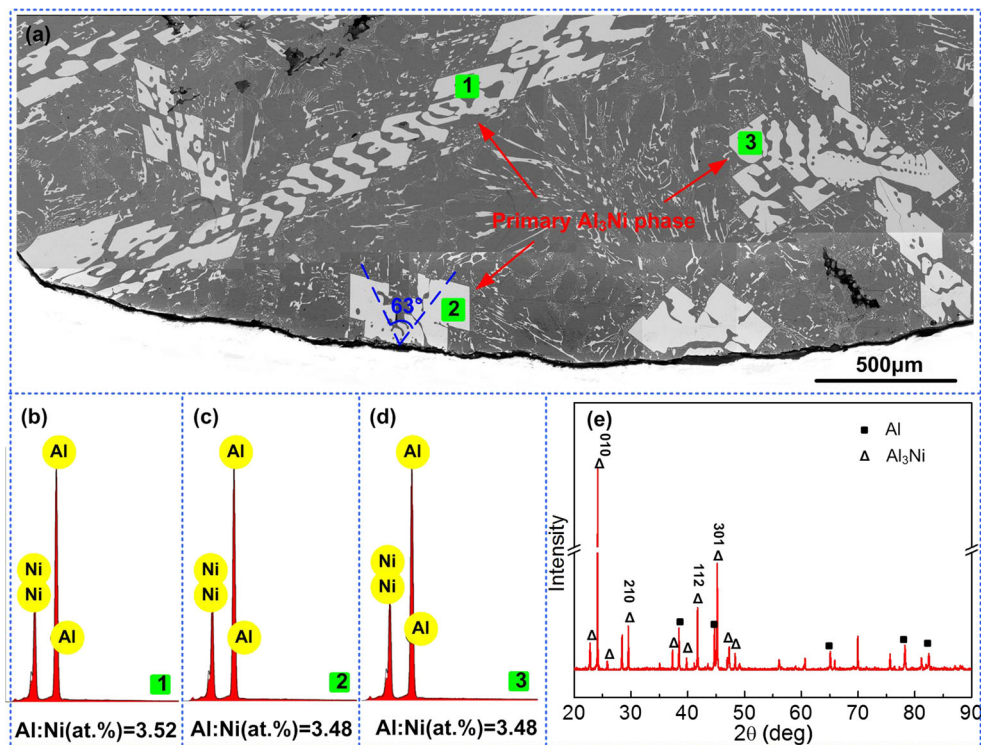 (a)
1
3
Primary Al₃Ni phase
63°
2
500μm
(b)
Al
Ni
Ni
Al
1
Al:Ni(at.%)=3.52
(c)
Al
Ni
Ni
Al
2
Al:Ni(at.%)=3.48
(d)
Al
Ni
Ni
Al
3
Al:Ni(at.%)=3.48
(e)
■ Al
Δ Al₃Ni
Intensity
010
210
112
301
20 30 40 50 60 70 80 90
2θ (deg)